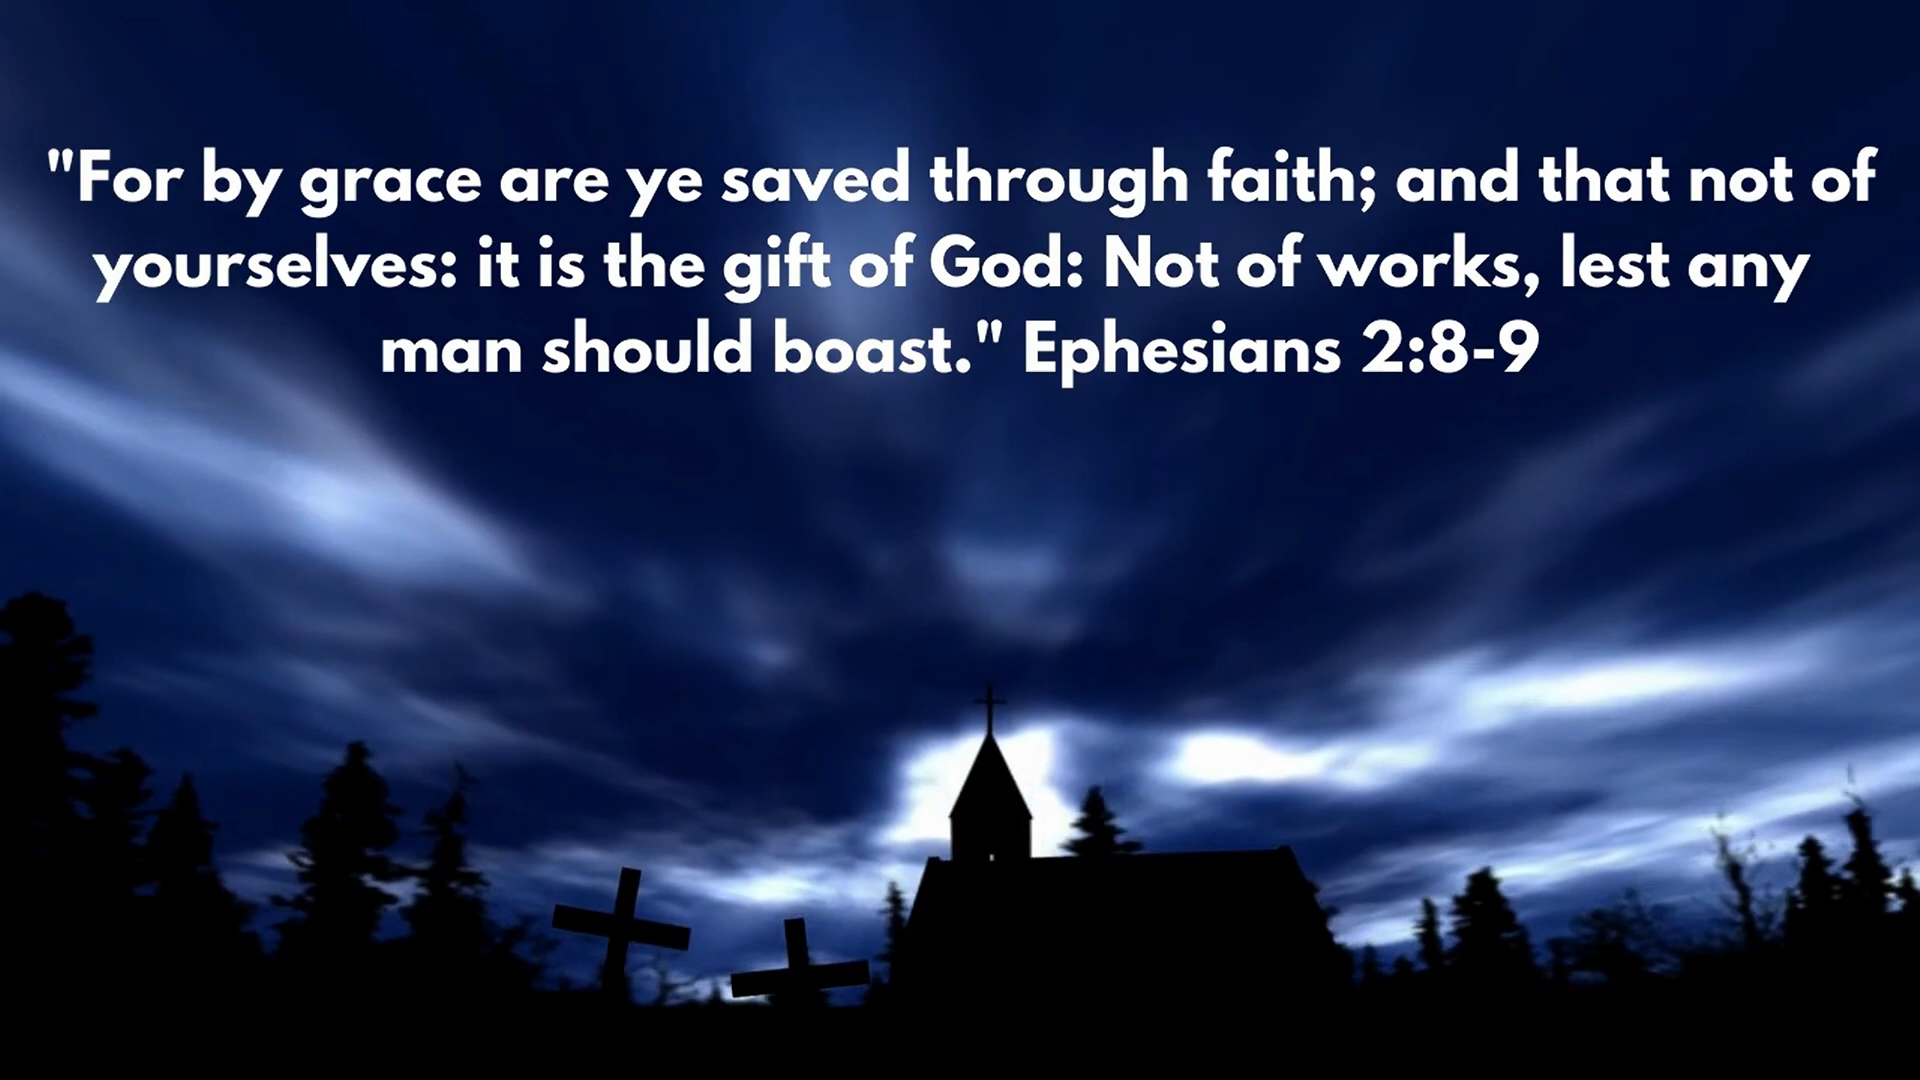 "For by grace are ye saved through faith; and that not of
yourselves: it is the gift of God: Not of works, lest any
man should boast." Ephesians 2:8-9